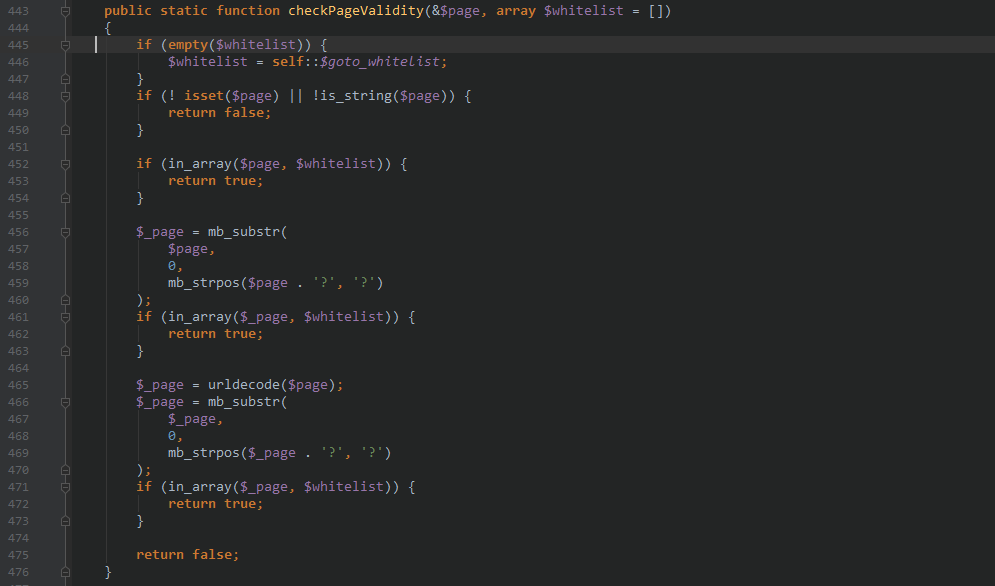 443 public static function checkPageValidity(&$page, array $whitelist = [])
444 {
445 if (empty($whitelist)) {
446 $whitelist = self::$goto_whitelist;
447 }
448 if (! isset($page) || !is_string($page)) {
449 return false;
450 }
451
452 if (in_array($page, $whitelist)) {
453 return true;
454 }
455
456 $_page = mb_substr(
457 $page,
458 0,
459 mb_strpos($page . '?', '?')
460 );
461 if (in_array($_page, $whitelist)) {
462 return true;
463 }
464
465 $_page = urldecode($page);
466 $_page = mb_substr(
467 $_page,
468 0,
469 mb_strpos($_page . '?', '?')
470 );
471 if (in_array($_page, $whitelist)) {
472 return true;
473 }
474
475 return false;
476 }